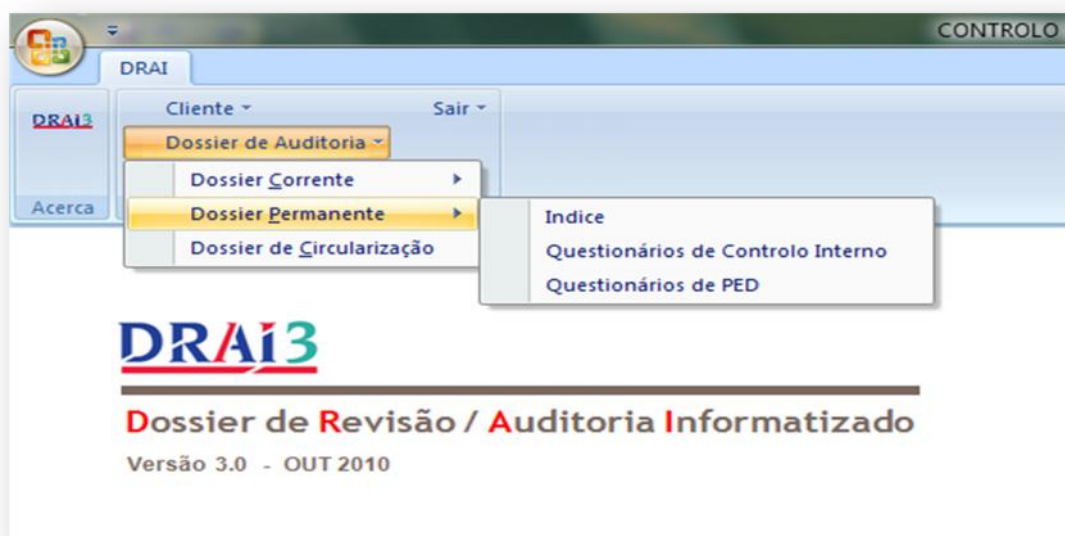 CONTROLO
DRAI
DRAI3
Cliente
Sair
Dossier de Auditoria
Acerca
Dossier Corrente
Dossier Permanente
Dossier de Circularização
Indice
Questionários de Controlo Interno
Questionários de PED
DRAi3
Dossier de Revisão / Auditoria Informatizado
Versão 3.0 - OUT 2010